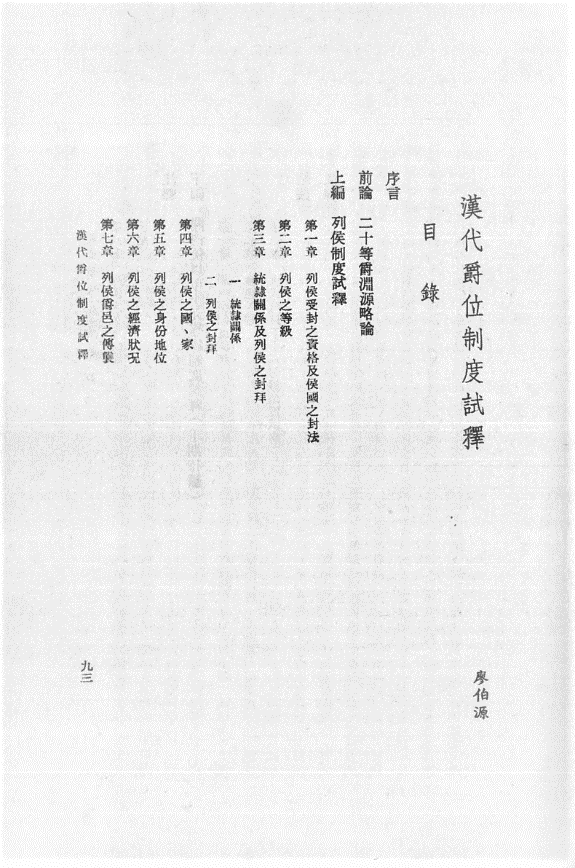 漢代爵位制度試釋
廖伯源
目錄
序言
前論　二十等爵淵源略論
上編　列侯制度試釋
第一章　列侯受封之資格及侯國之封法
第二章　列侯之等級
第三章　統隸關係及列侯之封拜
一　統隸關係
二　列侯之封拜
第四章　列侯之國、家
第五章　列侯之身份地位
第六章　列侯之經濟狀況
第七章　列侯爵邑之傳襲
漢代爵位制度試釋
九三